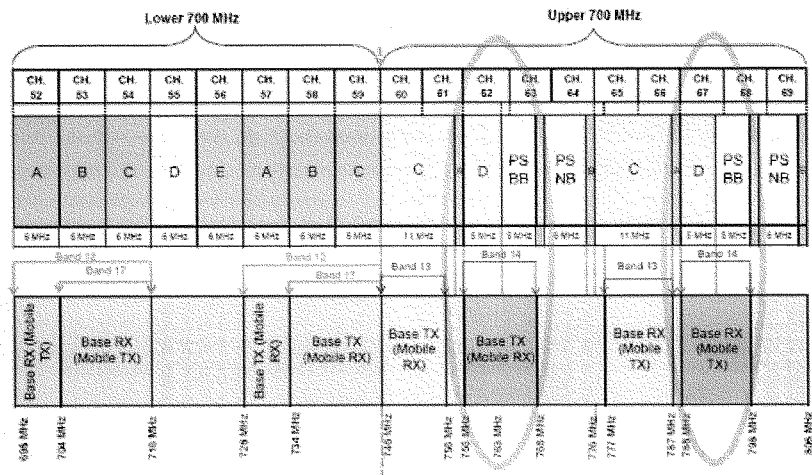 Lower 700 MHz
Upper 700 MHz
CH. 52 CH. 53 CH. 54 CH. 55 CH. 56 CH. 57 CH. 58 CH. 59 CH. 60 CH. 61 CH. 62 CH. 63 CH. 64 CH. 65 CH. 66 CH. 67 CH. 68 CH. 69
A B C D E A B C C A D PS BB PS NB B C A D PS BB PS NB
6 MHz 6 MHz 6 MHz 6 MHz 6 MHz 6 MHz 6 MHz 6 MHz 11 MHz 5 MHz 5 MHz 6 MHz 11 MHz 5 MHz 5 MHz 6 MHz
Band 12
Band 17
Band 12
Band 17
Band 13
Band 14
Band 13
Band 14
Base RX (Mobile TX)
Base RX (Mobile TX)
Base TX (Mobile RX)
Base TX (Mobile RX)
Base TX (Mobile RX)
Base TX (Mobile RX)
Base RX (Mobile TX)
Base RX (Mobile TX)
698 MHz 704 MHz 716 MHz 734 MHz 746 MHz 756 MHz 763 MHz 768 MHz 776 MHz 777 MHz 787 MHz 788 MHz 798 MHz 806 MHz